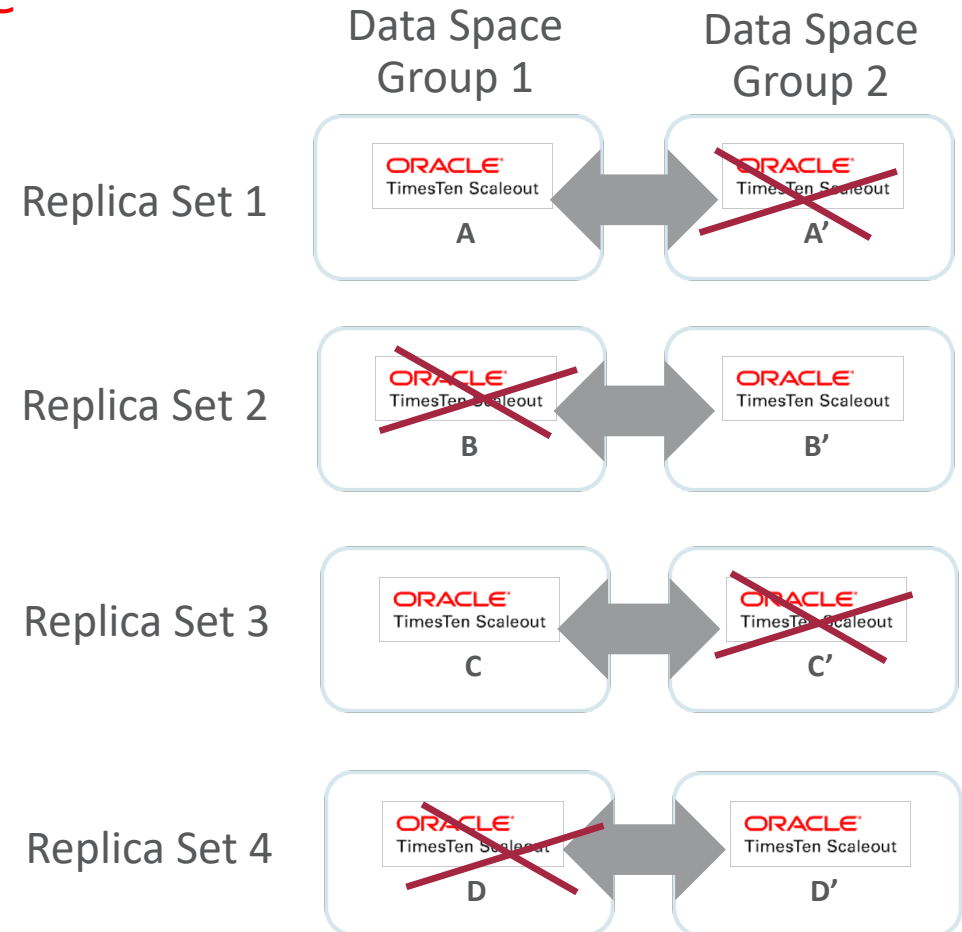 Data Space
Group 1
Data Space
Group 2
Replica Set 1
ORACLE®
TimesTen Scaleout
A
ORACLE®
TimesTen Scaleout
A’
Replica Set 2
ORACLE®
TimesTen Scaleout
B
ORACLE®
TimesTen Scaleout
B’
Replica Set 3
ORACLE®
TimesTen Scaleout
C
ORACLE®
TimesTen Scaleout
C’
Replica Set 4
ORACLE®
TimesTen Scaleout
D
ORACLE®
TimesTen Scaleout
D’